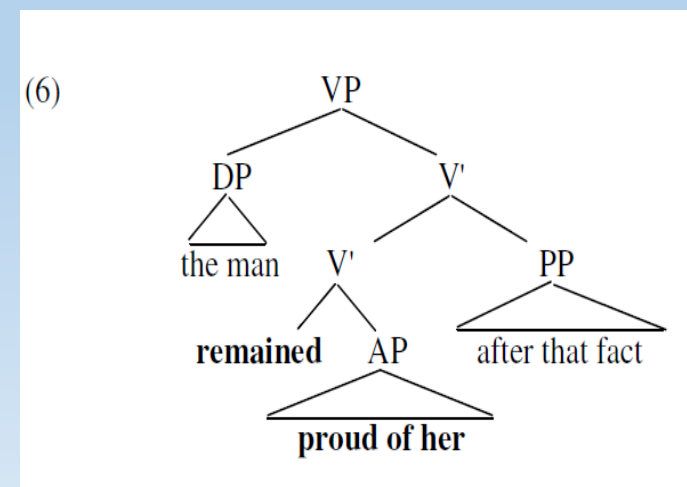 (6) VP
DP V'
the man V' PP
remained AP after that fact
proud of her